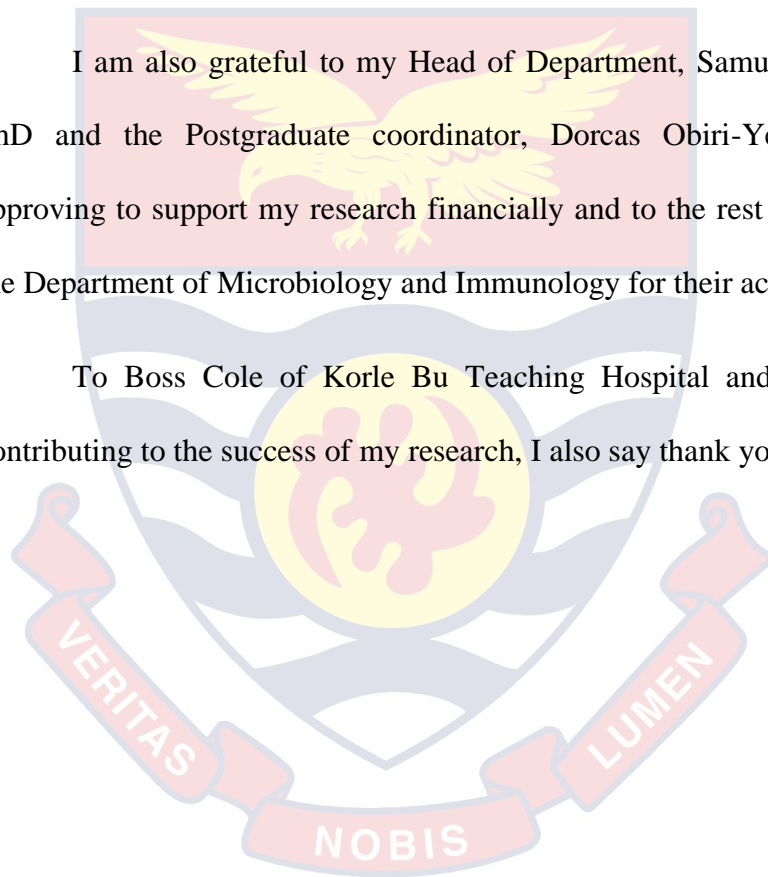 I am also grateful to my Head of Department, Samu
nD and the Postgraduate coordinator, Dorcas Obiri-Ye
pproving to support my research financially and to the rest
e Department of Microbiology and Immunology for their ac
To Boss Cole of Korle Bu Teaching Hospital and
ontributing to the success of my research, I also say thank yo
VERITAS
NOBIS
LUMEN